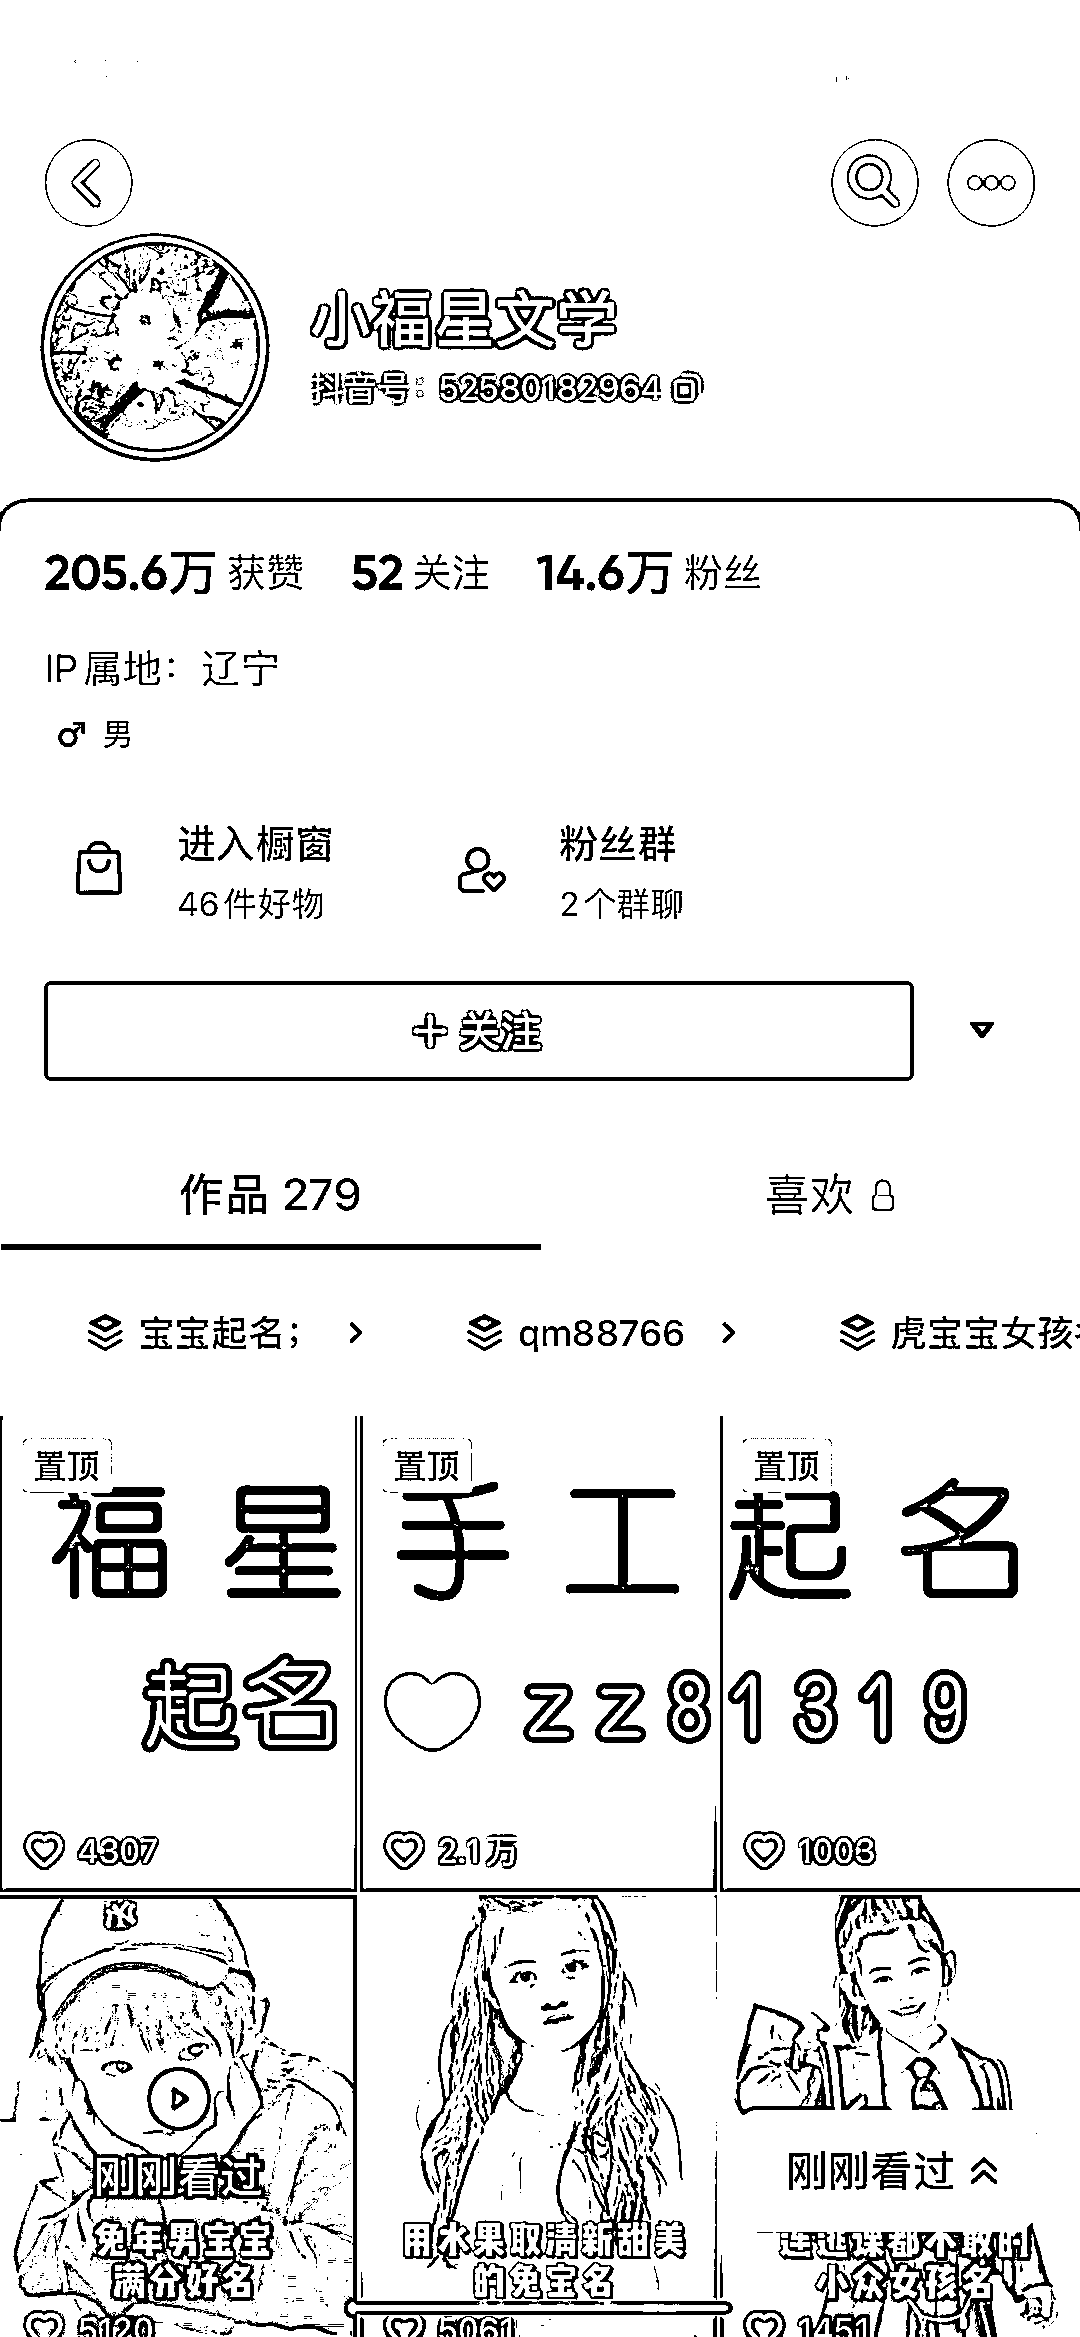 小福星文学
抖音号：52580182964
205.6万 获赞 52 关注 14.6万 粉丝
IP属地：辽宁
男
进入橱窗
46件好物
粉丝群
2个群聊
关注
作品 279 喜欢
宝宝起名； qm88766 虎宝宝女孩
置顶 置顶 置顶
福星手工起名
起名 zz81319
4307 2.1万 1003
NY
刚刚看过
兔年男宝宝
满分好名
用水果取清新甜美
的兔宝名
刚刚看过
小众女孩名
5120 5061 1451